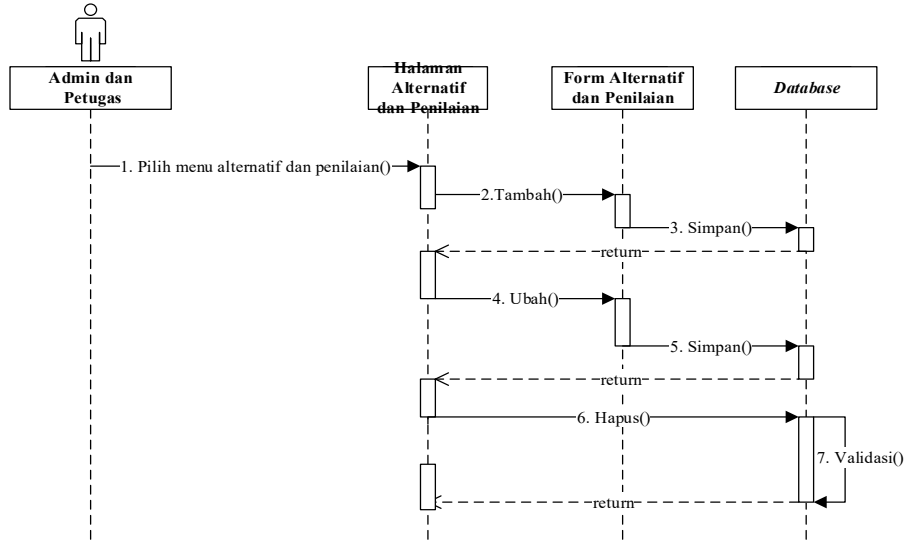 Admin dan
Petugas
Halaman
Alternatif
dan Penilaian
Form Alternatif
dan Penilaian
Database
1. Pilih menu alternatif dan penilaian()
2.Tambah()
3. Simpan()
return
4. Ubah()
5. Simpan()
return
6. Hapus()
7. Validasi()
return